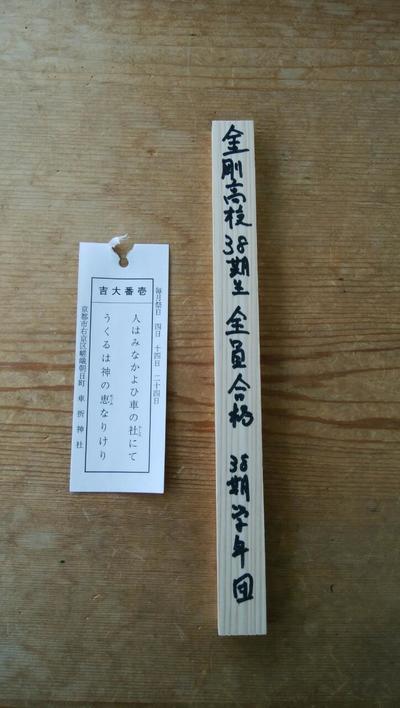 金剛高校38期生 全員合格 38期学年団
毎月祭日 四日 十四日 二十四日
壱番大吉
人はみなかよひ車の社にて
うくるは神の恵なりけり
京都市右京区嵯峨朝日町 車折神社